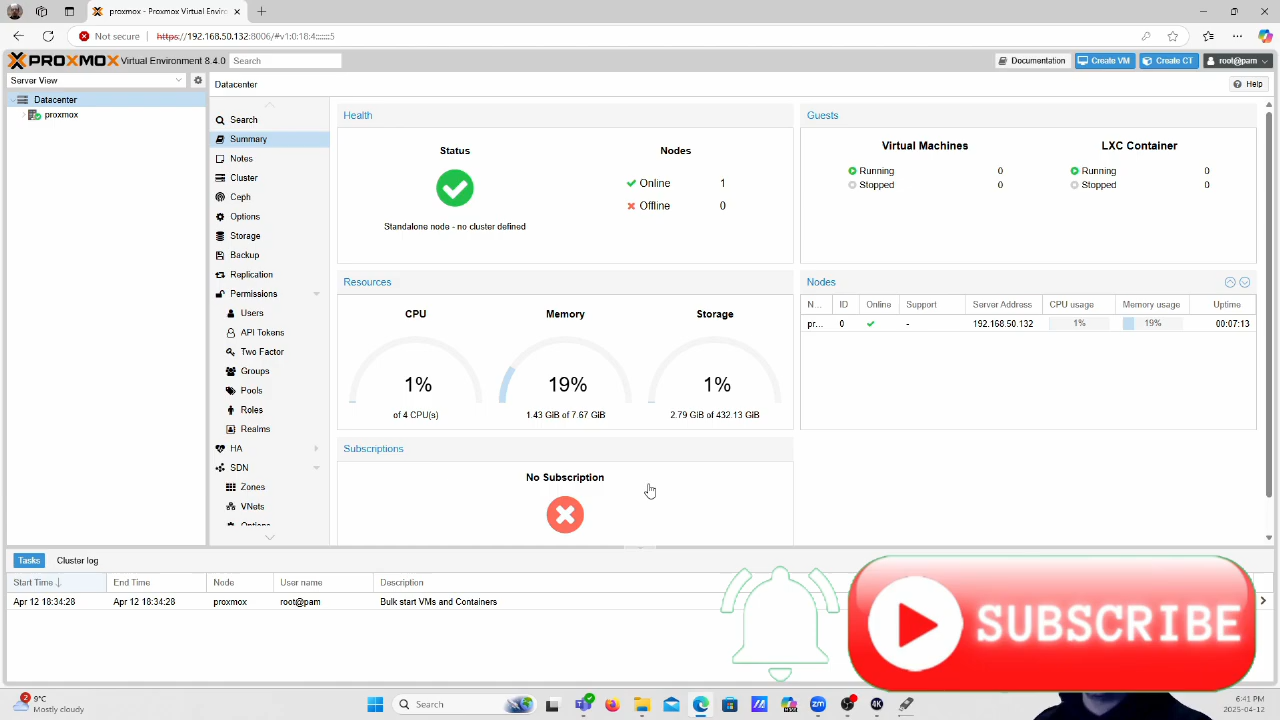 proxmox - Proxmox Virtual Enviro
Not secure https://192.168.50.132:8006/#v1:0:18:4:::::::5
PROXMOX Virtual Environment 8.4.0 Search Documentation Create VM Create CT root@pam
Server View Datacenter Help
Datacenter
proxmox
Search
Summary
Notes
Cluster
Ceph
Options
Storage
Backup
Replication
Permissions
Users
API Tokens
Two Factor
Groups
Pools
Roles
Realms
HA
SDN
Zones
VNets
Options
Health
Status Nodes
Online 1
Offline 0
Standalone node - no cluster defined
Guests
Virtual Machines LXC Container
Running 0 Running 0
Stopped 0 Stopped 0
Resources
CPU Memory Storage
1% 19% 1%
of 4 CPU(s) 1.43 GiB of 7.67 GiB 2.79 GiB of 432.13 GiB
Nodes
N... ID Online Support Server Address CPU usage Memory usage Uptime
pr... 0 - 192.168.50.132 1% 19% 00:07:13
Subscriptions
No Subscription
Tasks Cluster log
Start Time End Time Node User name Description
Apr 12 18:34:28 Apr 12 18:34:28 proxmox root@pam Bulk start VMs and Containers
SUBSCRIBE
2 9°C
Mostly cloudy
Search
6:41 PM
2025-04-12